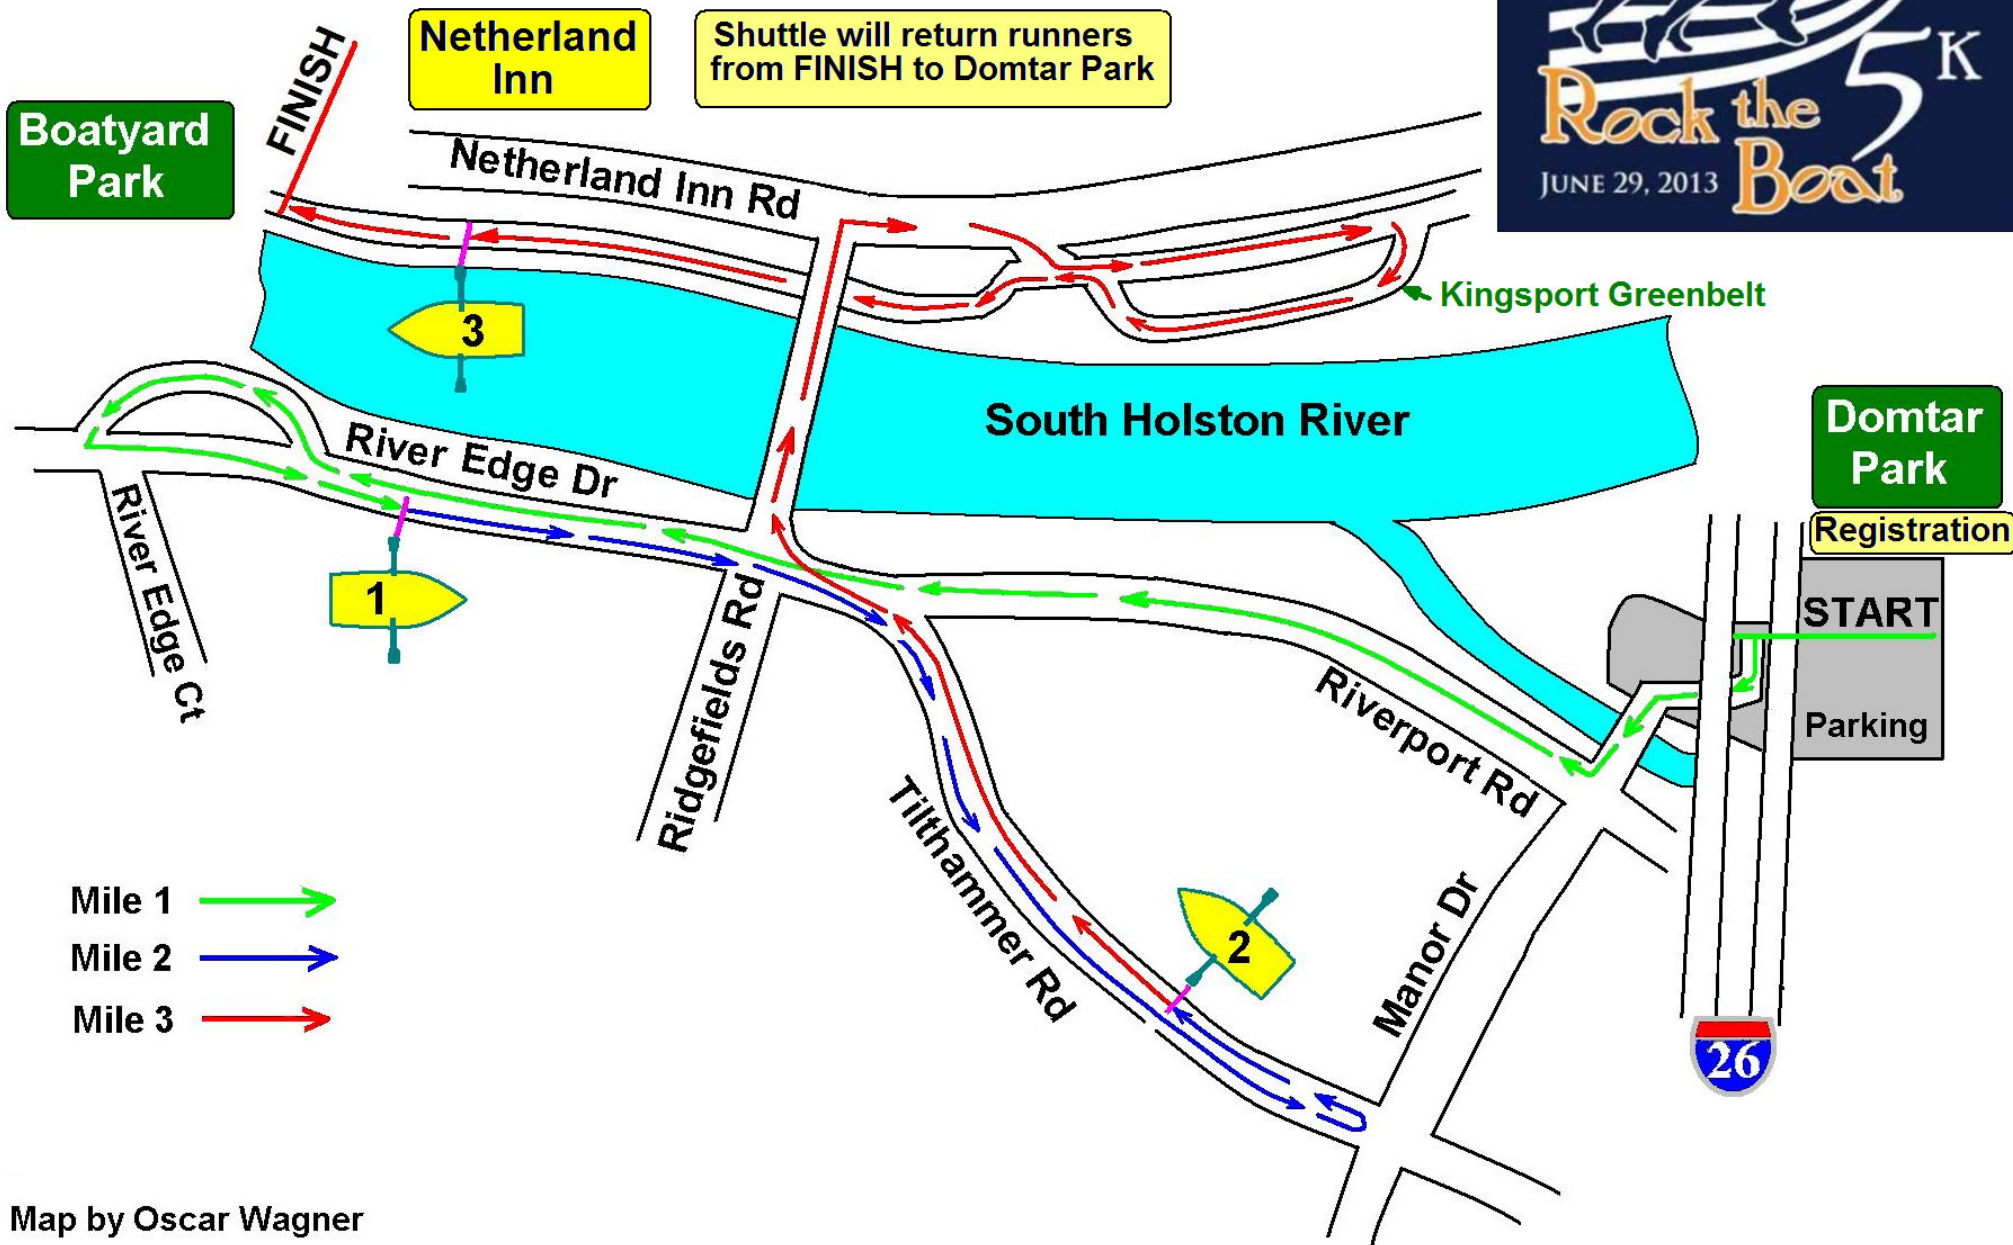 FINISH
Netherland
Inn
Shuttle will return runners
from FINISH to Domtar Park
5K
Rock the
Boat
JUNE 29, 2013
Boatyard
Park
Netherland Inn Rd
Kingsport Greenbelt
3
South Holston River
Domtar
Park
Registration
River Edge Dr
START
1
River Edge Ct
Ridgefields Rd
Riverport Rd
Parking
Tilthammer Rd
2
Manor Dr
Mile 1
Mile 2
Mile 3
26
Map by Oscar Wagner